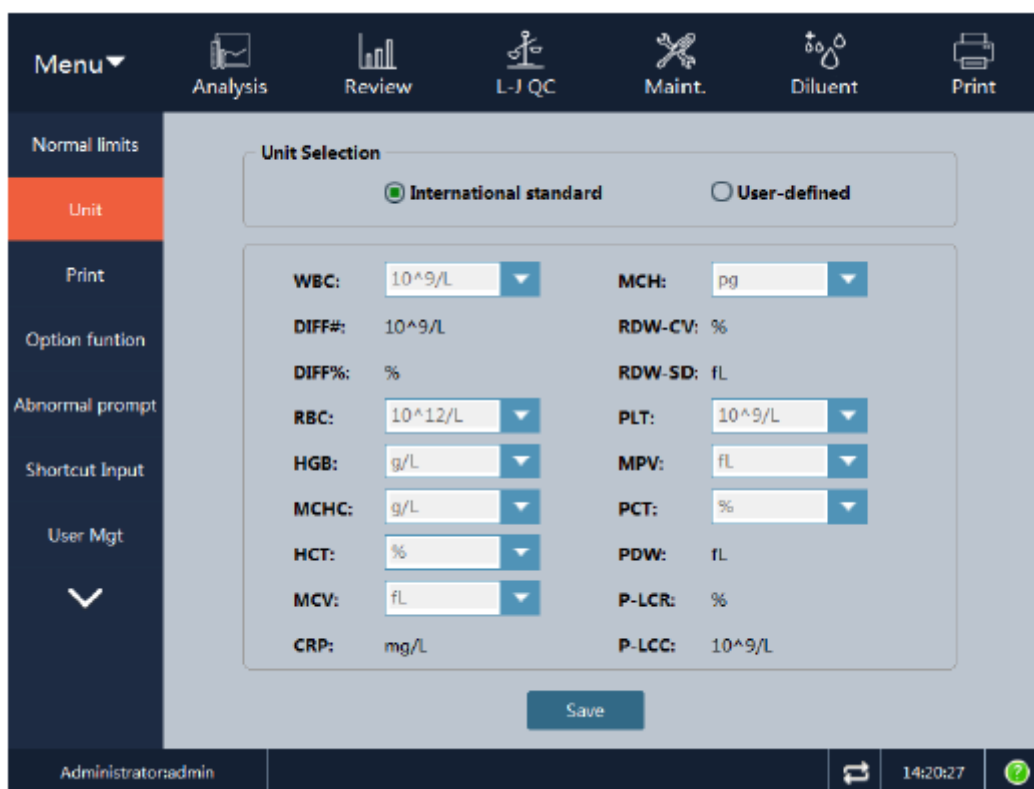 Menu
Analysis
Review
L-J QC
Maint.
Diluent
Print
Normal limits
Unit
Print
Option funtion
Abnormal prompt
Shortcut Input
User Mgt
Unit Selection
International standard
User-defined
WBC: 10^9/L
MCH: pg
DIFF#: 10^9/L
RDW-CV: %
DIFF%: %
RDW-SD: fL
RBC: 10^12/L
PLT: 10^9/L
HGB: g/L
MPV: fL
MCHC: g/L
PCT: %
HCT: %
PDW: fL
MCV: fL
P-LCR: %
CRP: mg/L
P-LCC: 10^9/L
Save
Administrator:admin
14:20:27
?